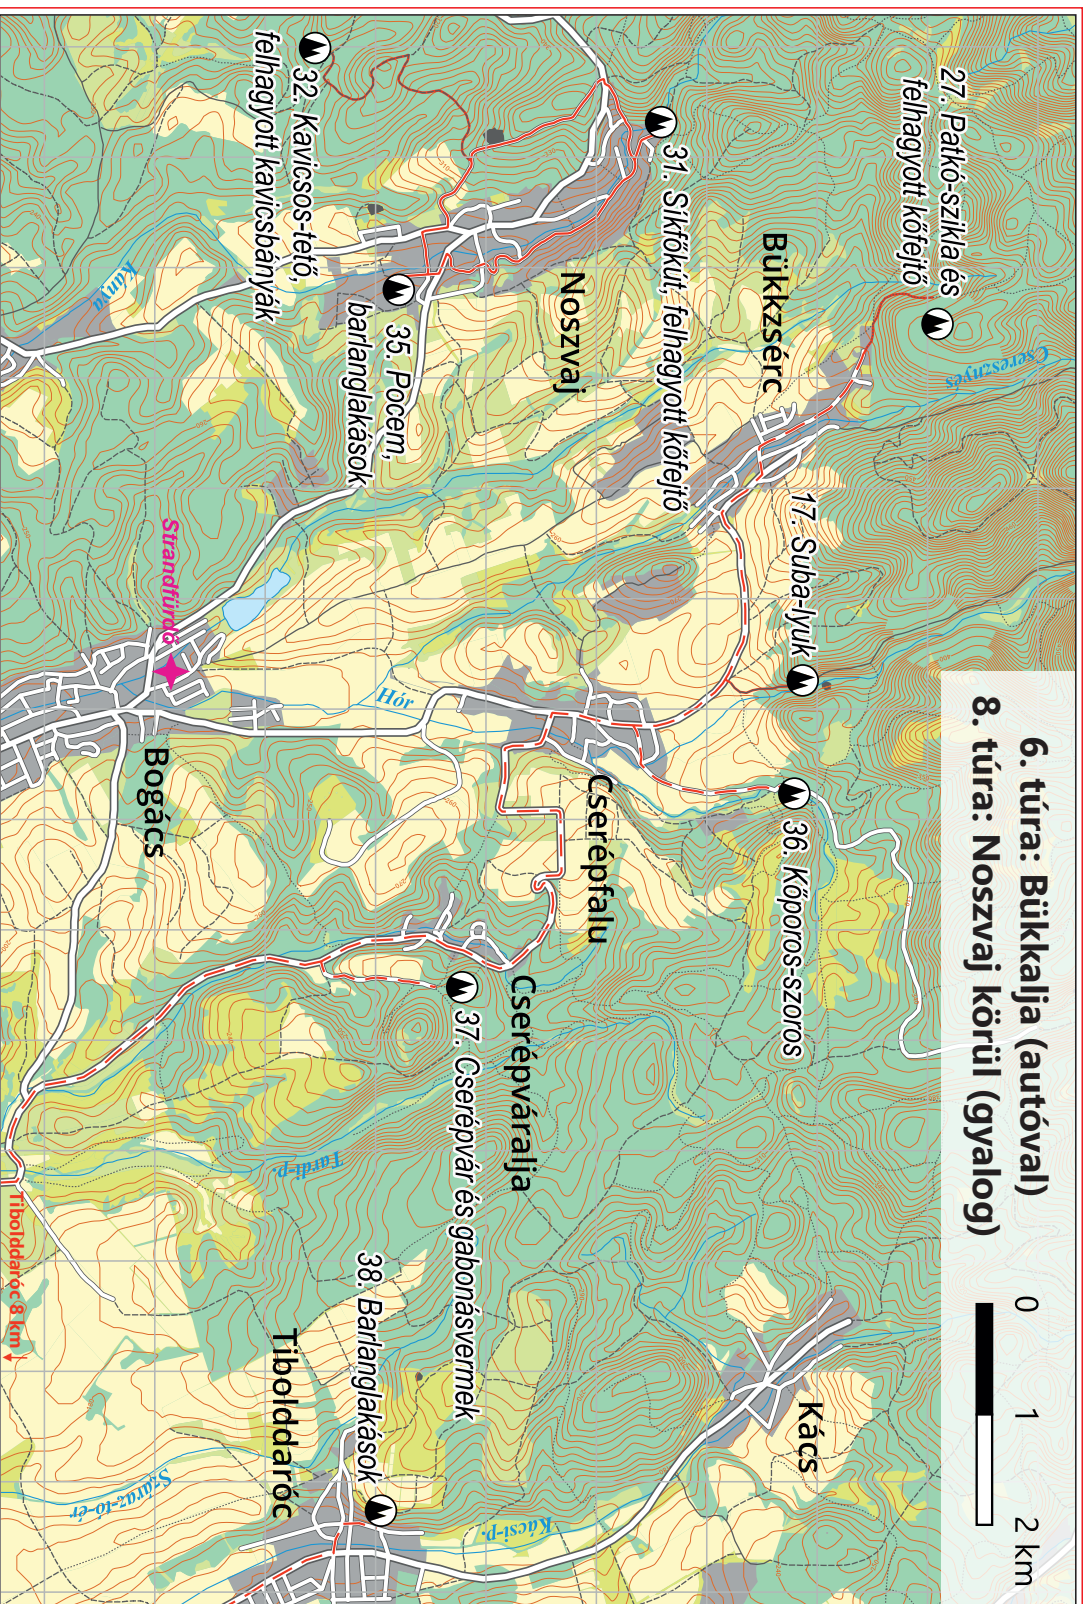 6. túra: Bükkalja (autóval)
8. túra: Noszvaj körül (gyalog)
0 1 2 km
27. Patkó-szikla és
felhagyott kőfejtő
Cseresznyés
Bükkzsérc
17. Suba-lyuk
36. Kőporos-szoros
Kács
31. Síkfőkút, felhagyott kőfejtő
Noszvaj
Cserépfalu
Cserépváralja
37. Cserépvár és gabonásvermek
Kácsi-p.
35. Pocem,
barlanglakások
Hór
38. Barlanglakások
32. Kavicsos-tető,
felhagyott kavicsbányák
Tardi-p.
Tibolddaróc
Kánya
Strandfürdő
Bogács
Száraz-tó-ér
Tibolddaróc 8 km